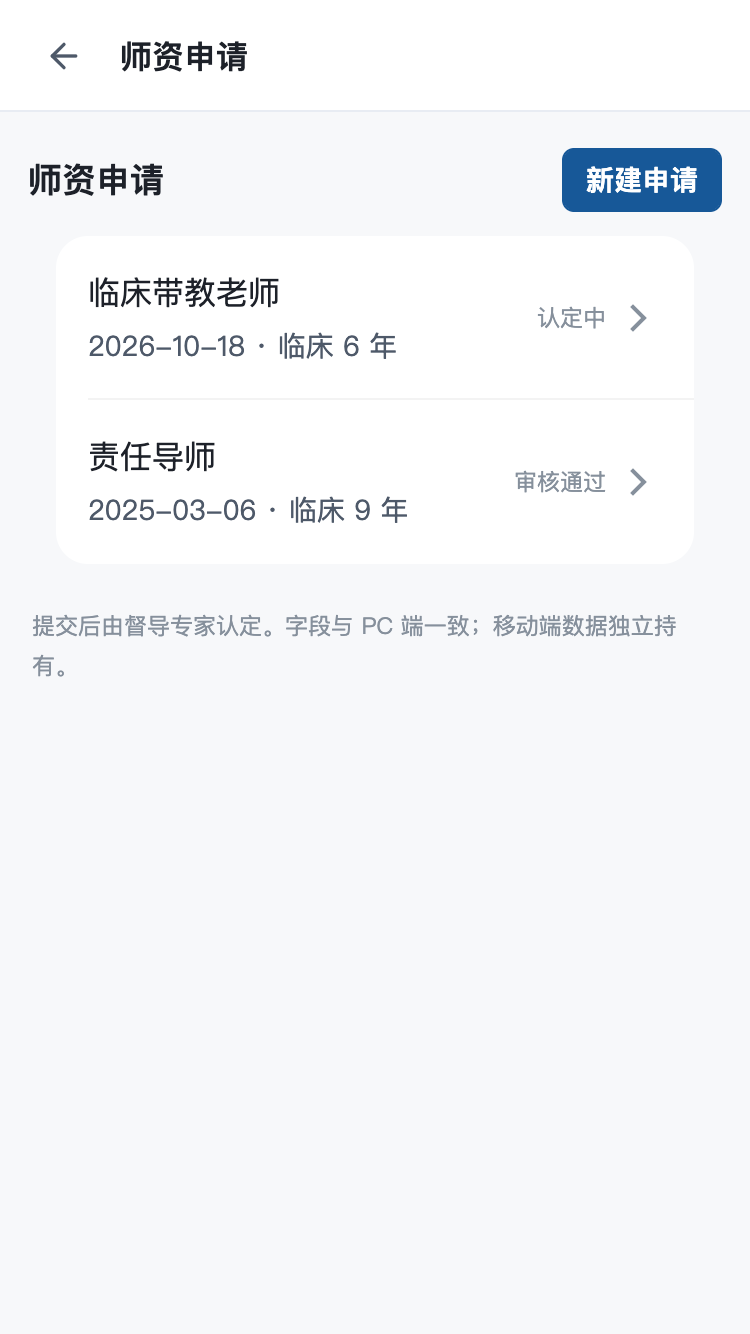 师资申请
师资申请
新建申请
临床带教老师
2026–10–18 · 临床 6 年
认定中
责任导师
2025–03–06 · 临床 9 年
审核通过
提交后由督导专家认定。字段与 PC 端一致；移动端数据独立持
有。